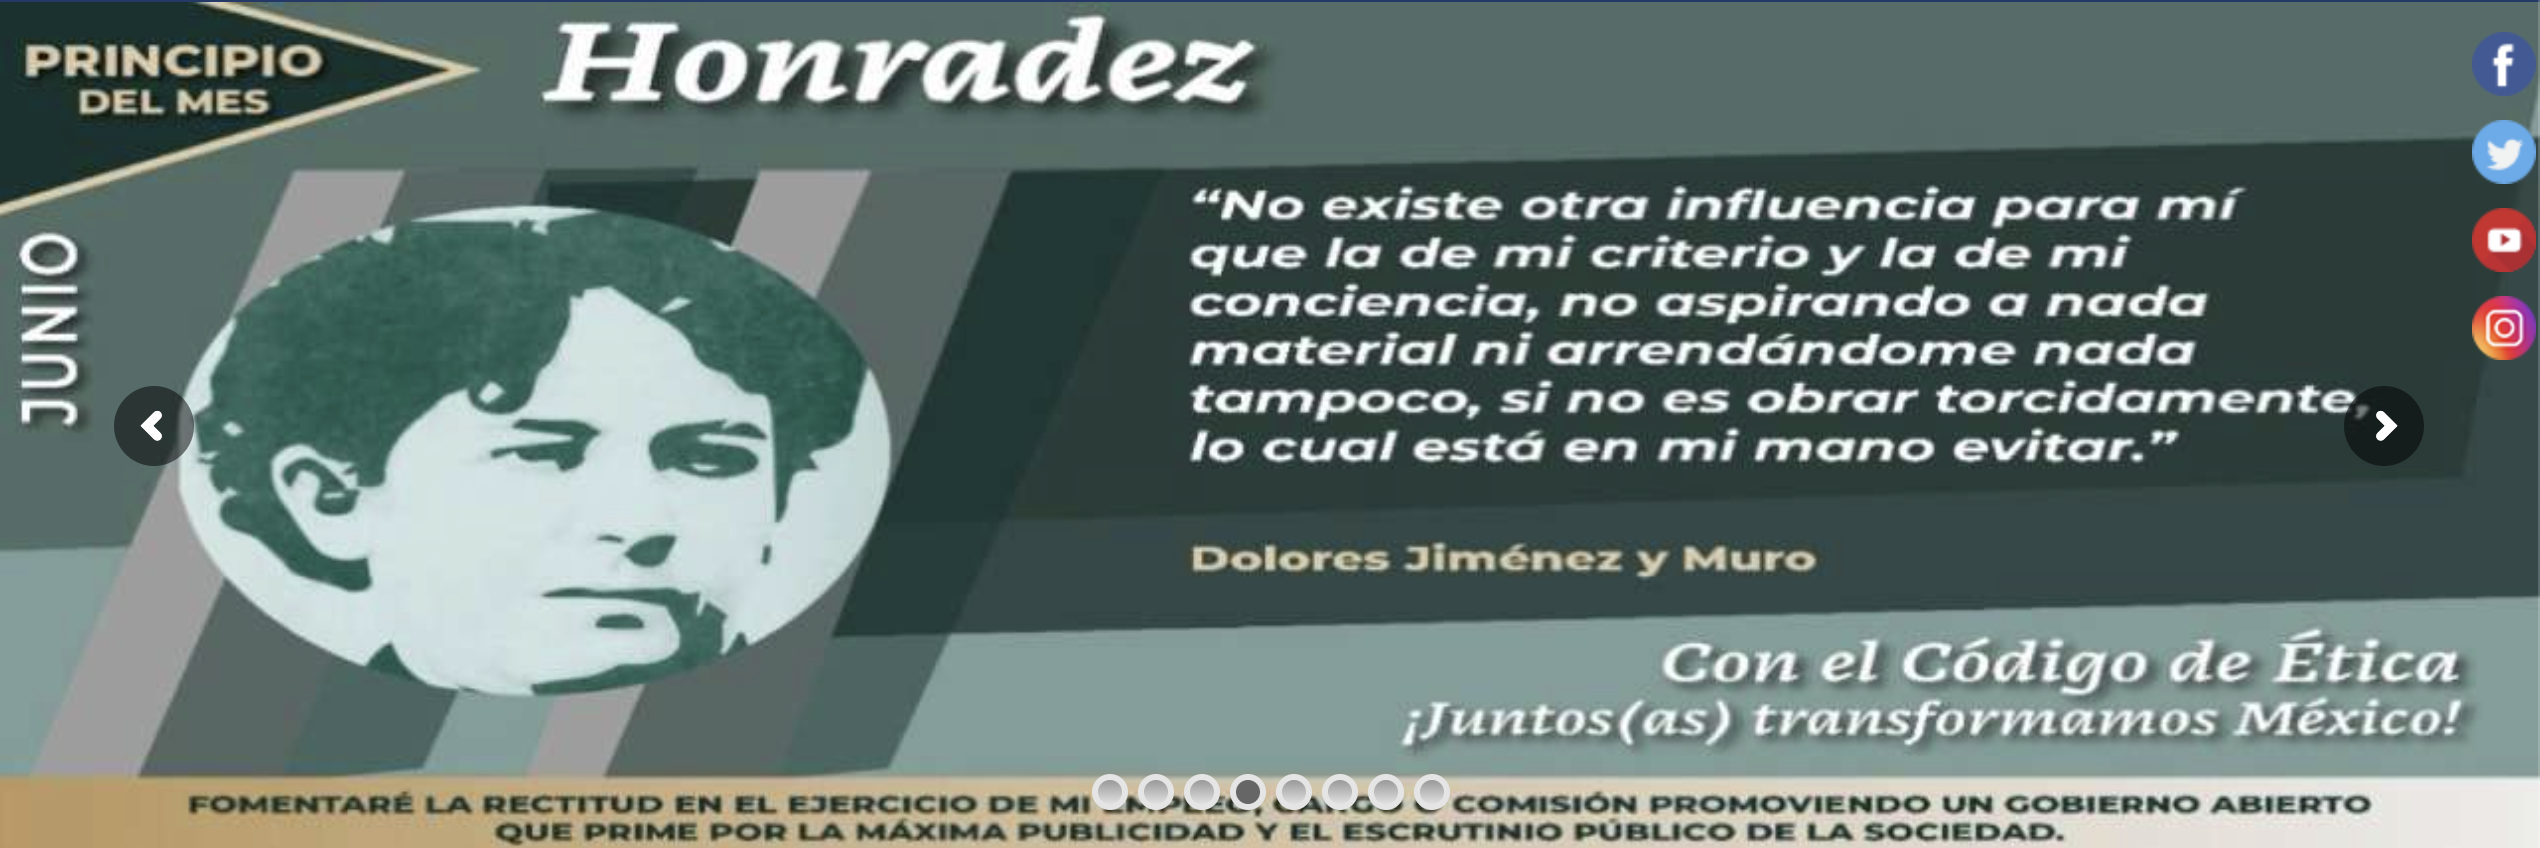 PRINCIPIO
DEL MES
Honradez
JUNIO
“No existe otra influencia para mí
que la de mi criterio y la de mi
conciencia, no aspirando a nada
material ni arrendándome nada
tampoco, si no es obrar torcidamente,
lo cual está en mi mano evitar.”
Dolores Jiménez y Muro
Con el Código de Ética
¡Juntos(as) transformamos México!
FOMENTARÉ LA RECTITUD EN EL EJERCICIO DE MI EMPLEO, CARGO O COMISIÓN PROMOVIENDO UN GOBIERNO ABIERTO
QUE PRIME POR LA MÁXIMA PUBLICIDAD Y EL ESCRUTINIO PÚBLICO DE LA SOCIEDAD.